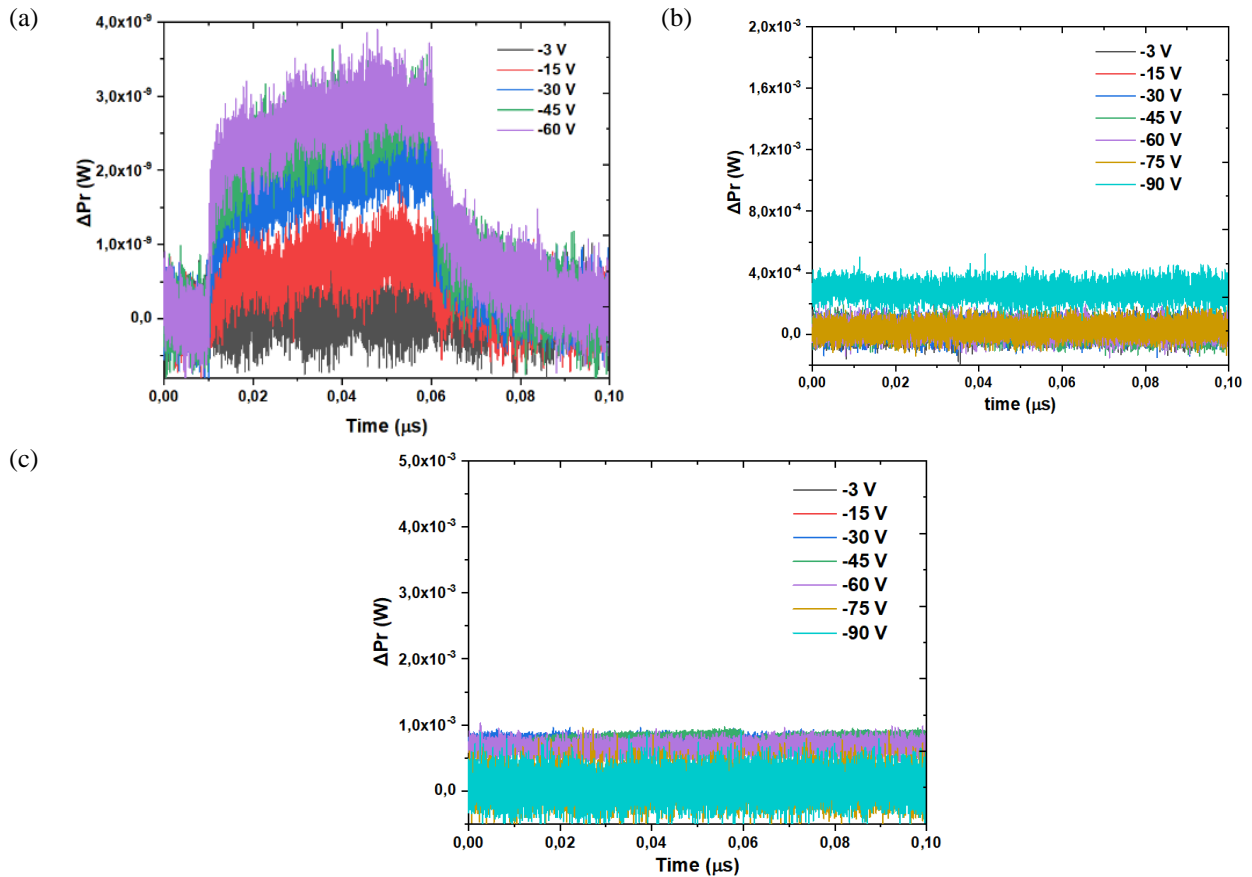 (a)
4,0x10⁻⁹
3,0x10⁻⁹
2,0x10⁻⁹
1,0x10⁻⁹
0,0
ΔPr (W)
-3 V
-15 V
-30 V
-45 V
-60 V
0,00 0,02 0,04 0,06 0,08 0,10
Time (μs)
(b)
2,0x10⁻³
1,6x10⁻³
1,2x10⁻³
8,0x10⁻⁴
4,0x10⁻⁴
0,0
ΔPr (W)
-3 V
-15 V
-30 V
-45 V
-60 V
-75 V
-90 V
0,00 0,02 0,04 0,06 0,08 0,10
time (μs)
(c)
5,0x10⁻³
4,0x10⁻³
3,0x10⁻³
2,0x10⁻³
1,0x10⁻³
0,0
ΔPr (W)
-3 V
-15 V
-30 V
-45 V
-60 V
-75 V
-90 V
0,00 0,02 0,04 0,06 0,08 0,10
Time (μs)